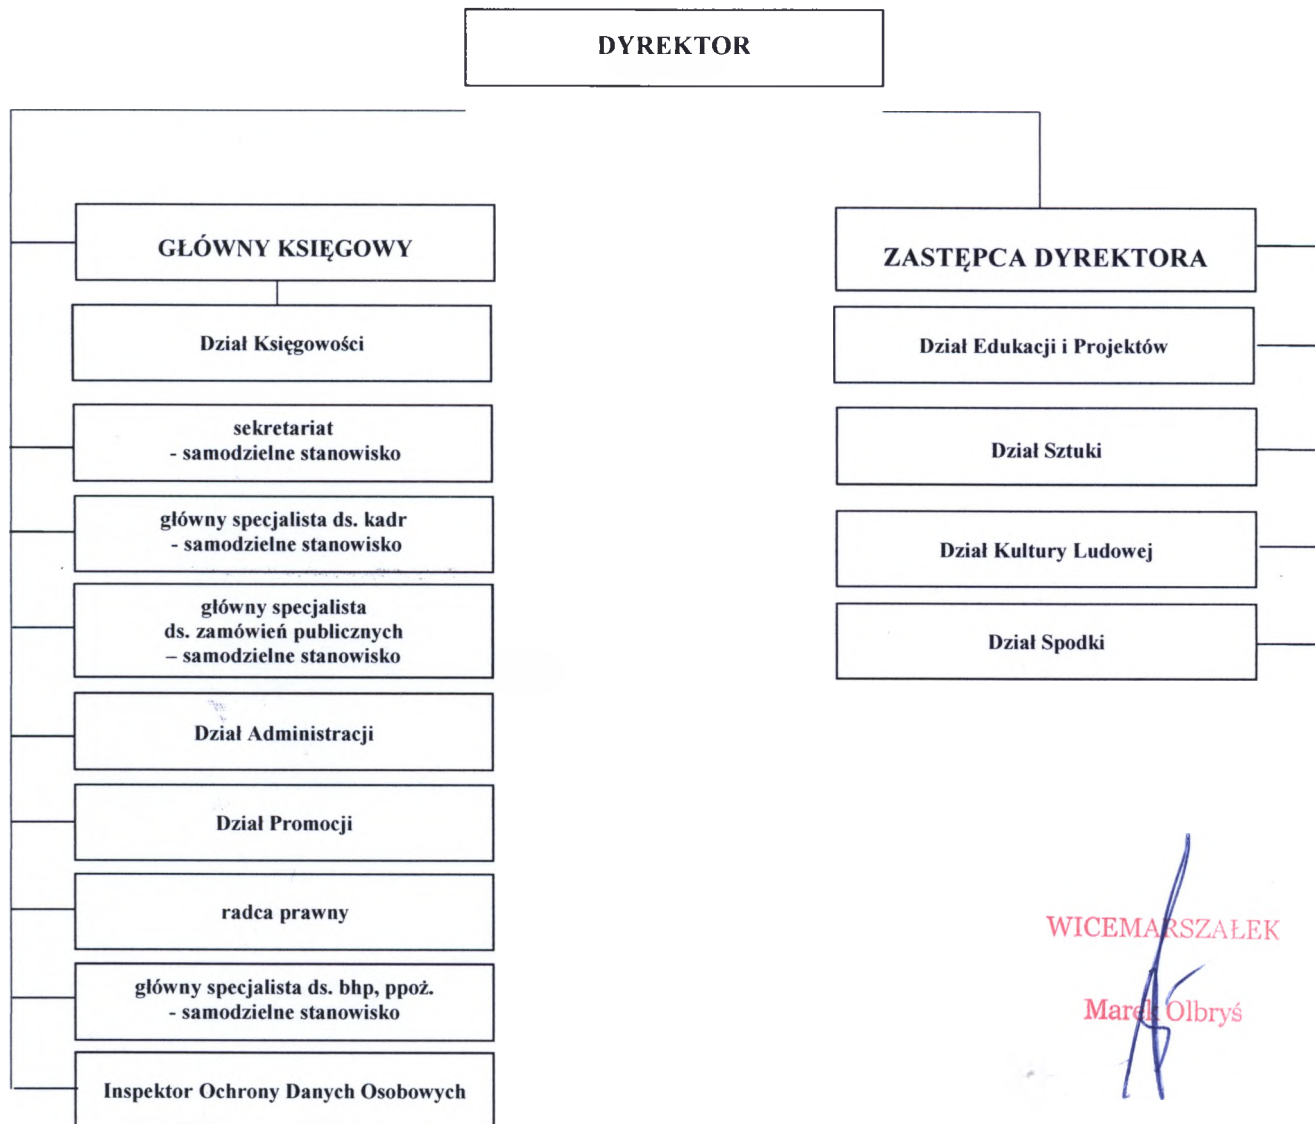 DYREKTOR
GŁÓWNY KSIĘGOWY
Dział Księgowości
sekretariat
- samodzielne stanowisko
główny specjalista ds. kadr
- samodzielne stanowisko
główny specjalista
ds. zamówień publicznych
– samodzielne stanowisko
Dział Administracji
Dział Promocji
radca prawny
główny specjalista ds. bhp, ppoż.
- samodzielne stanowisko
Inspektor Ochrony Danych Osobowych
ZASTĘPCA DYREKTORA
Dział Edukacji i Projektów
Dział Sztuki
Dział Kultury Ludowej
Dział Spodki
WICEMARSZAŁEK
Marek Olbryś